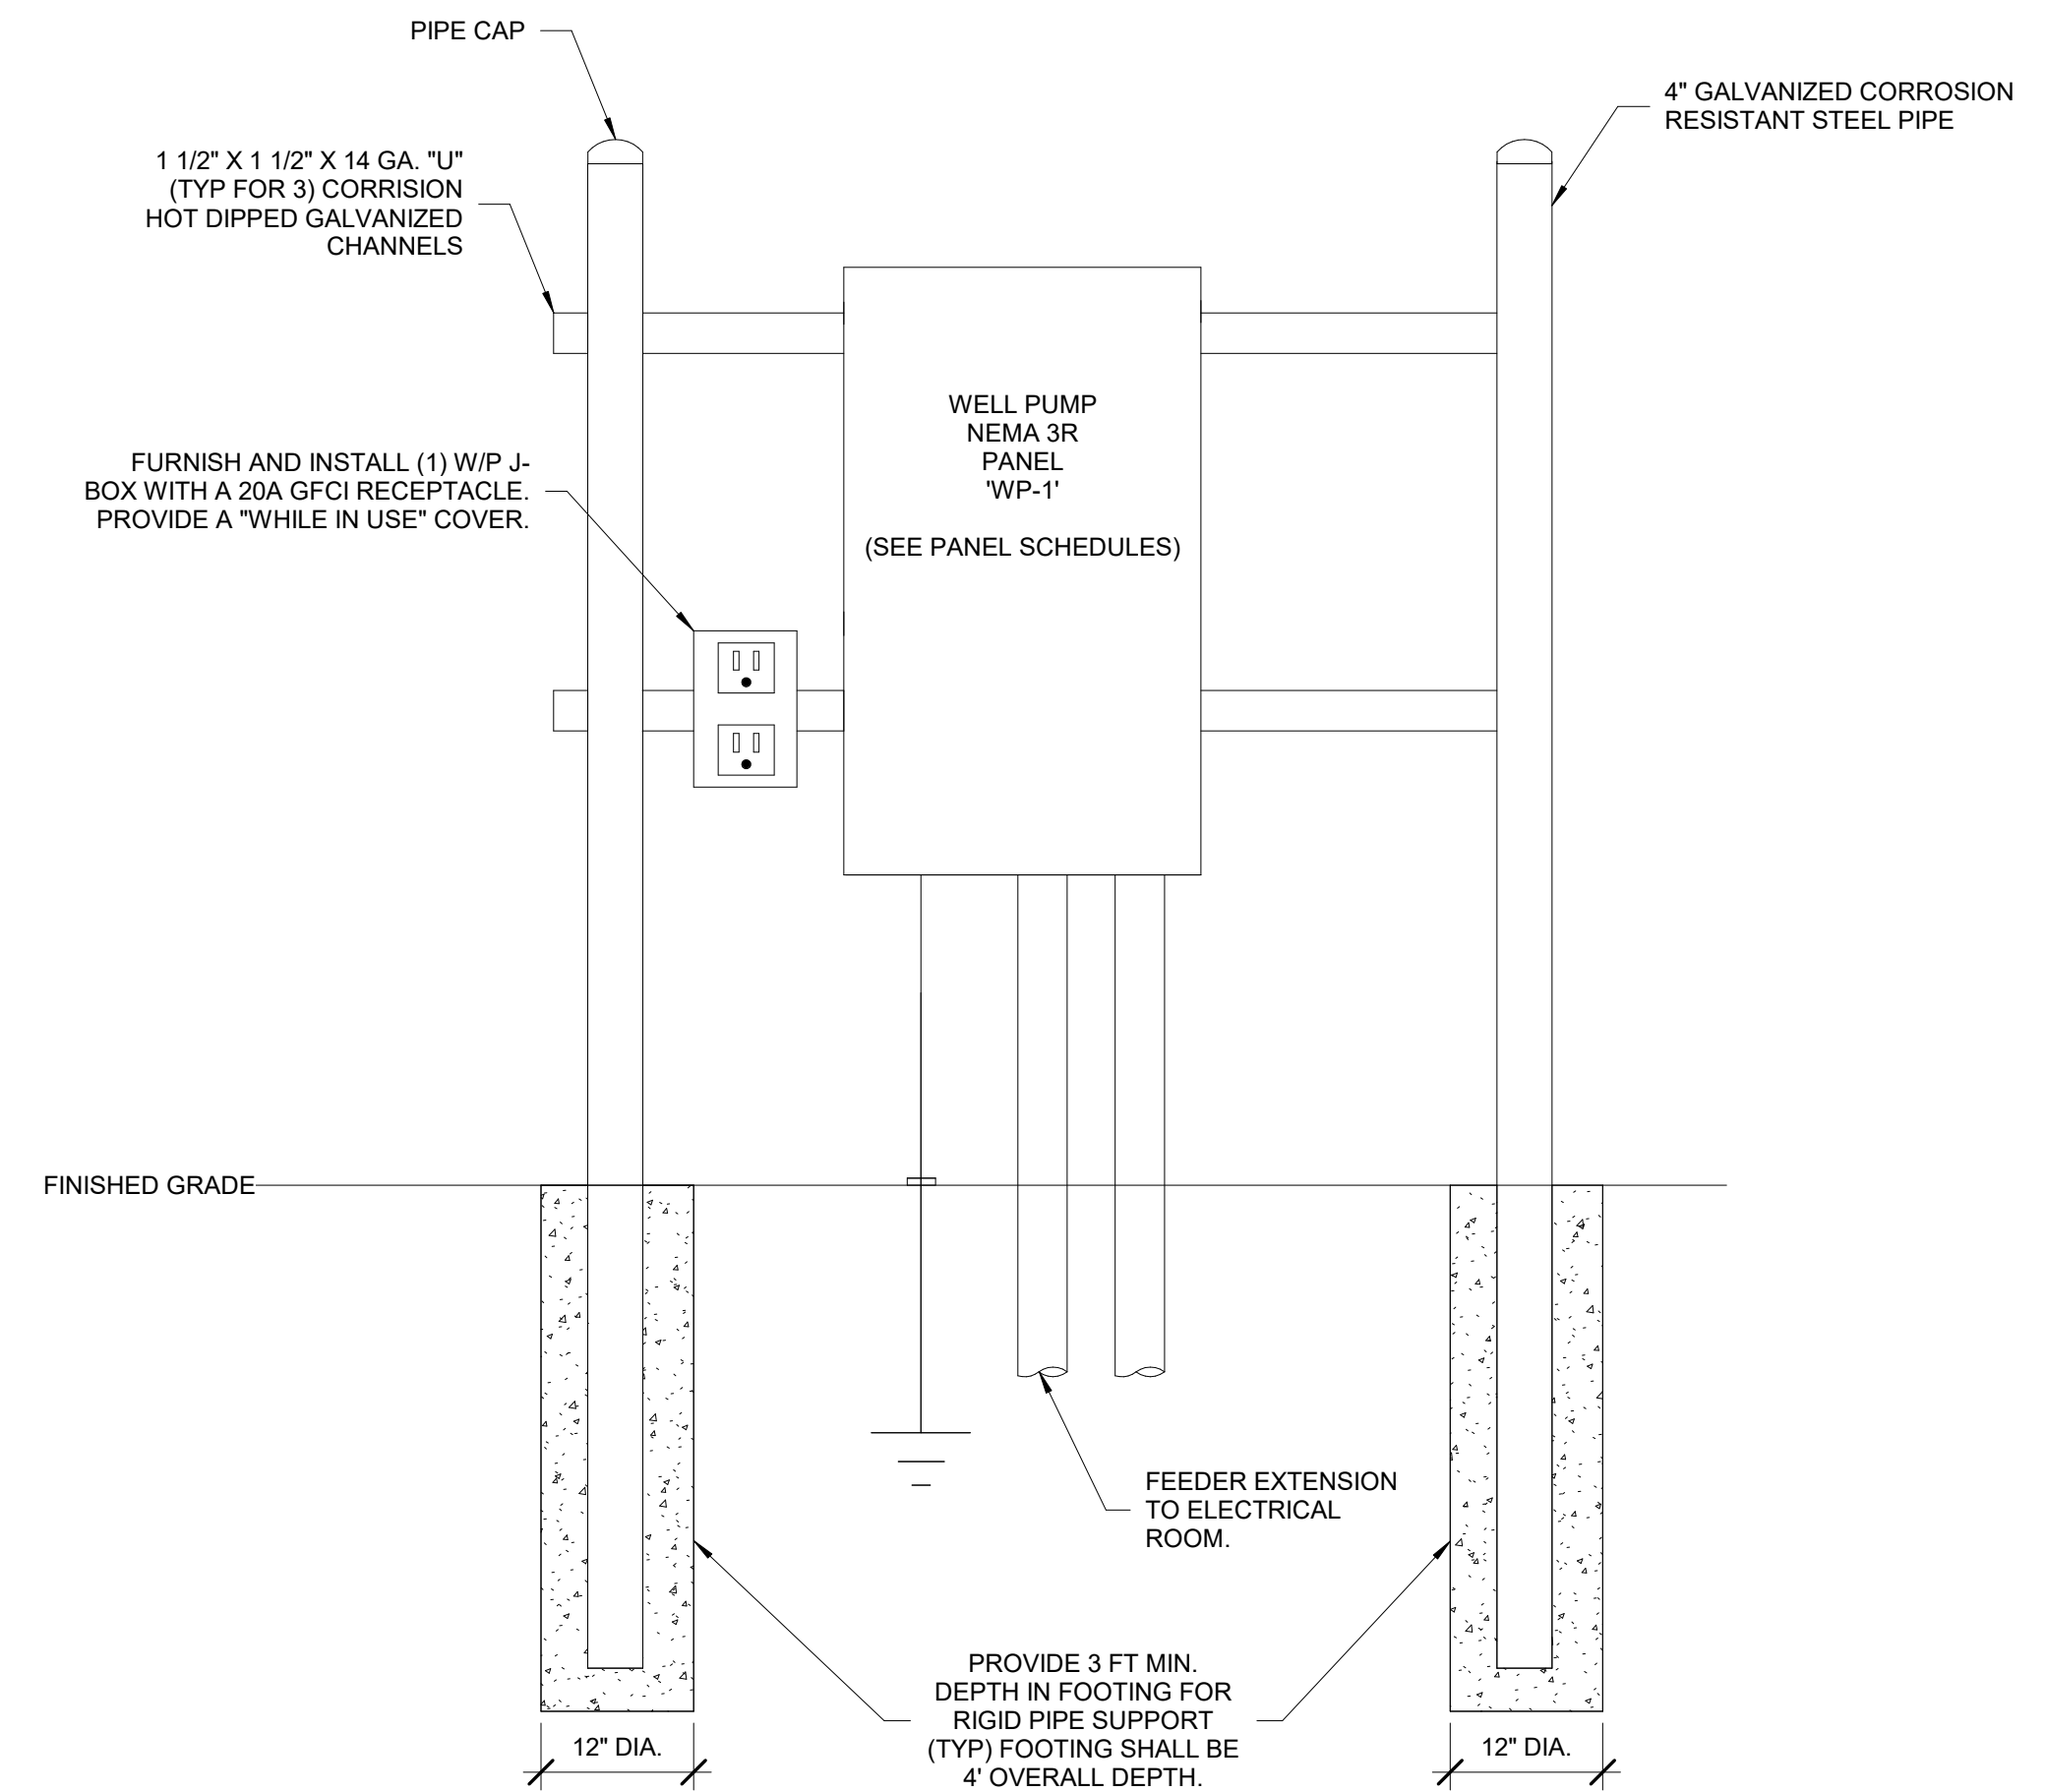 PIPE CAP
4" GALVANIZED CORROSION
RESISTANT STEEL PIPE
1 1/2" X 1 1/2" X 14 GA. "U"
(TYP FOR 3) CORRISION
HOT DIPPED GALVANIZED
CHANNELS
WELL PUMP
NEMA 3R
PANEL
'WP-1'
(SEE PANEL SCHEDULES)
FURNISH AND INSTALL (1) W/P J-
BOX WITH A 20A GFCI RECEPTACLE.
PROVIDE A "WHILE IN USE" COVER.
FINISHED GRADE
FEEDER EXTENSION
TO ELECTRICAL
ROOM.
PROVIDE 3 FT MIN.
DEPTH IN FOOTING FOR
RIGID PIPE SUPPORT
(TYP) FOOTING SHALL BE
4' OVERALL DEPTH.
12" DIA.
12" DIA.